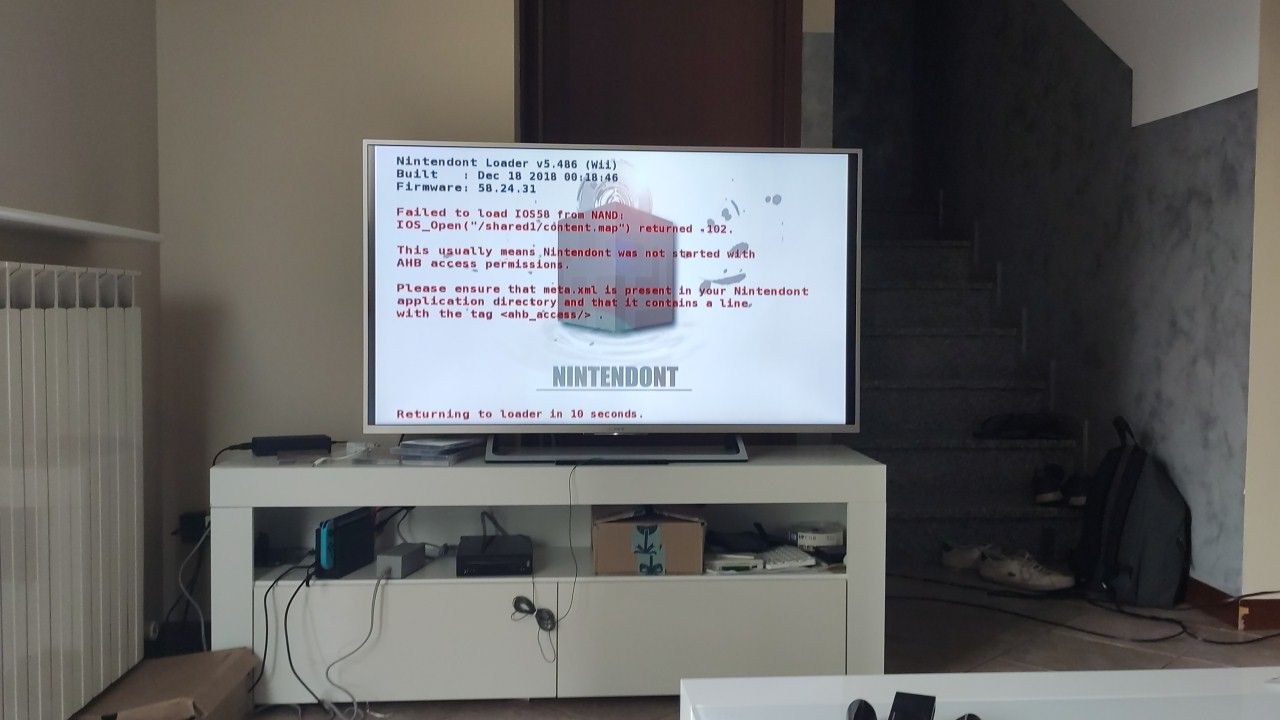 Nintendont Loader v5.486 (Wii)
Built   : Dec 18 2018 00:18:46
Firmware: 58.24.31
Failed to load IOS58 from NAND:
IOS_Open("/shared1/content.map") returned -102.
This usually means Nintendont was not started with
AHB access permissions.
Please ensure that meta.xml is present in your Nintendont
application directory and that it contains a line
with the tag <ahb_access/> .
NINTENDONT
Returning to loader in 10 seconds.